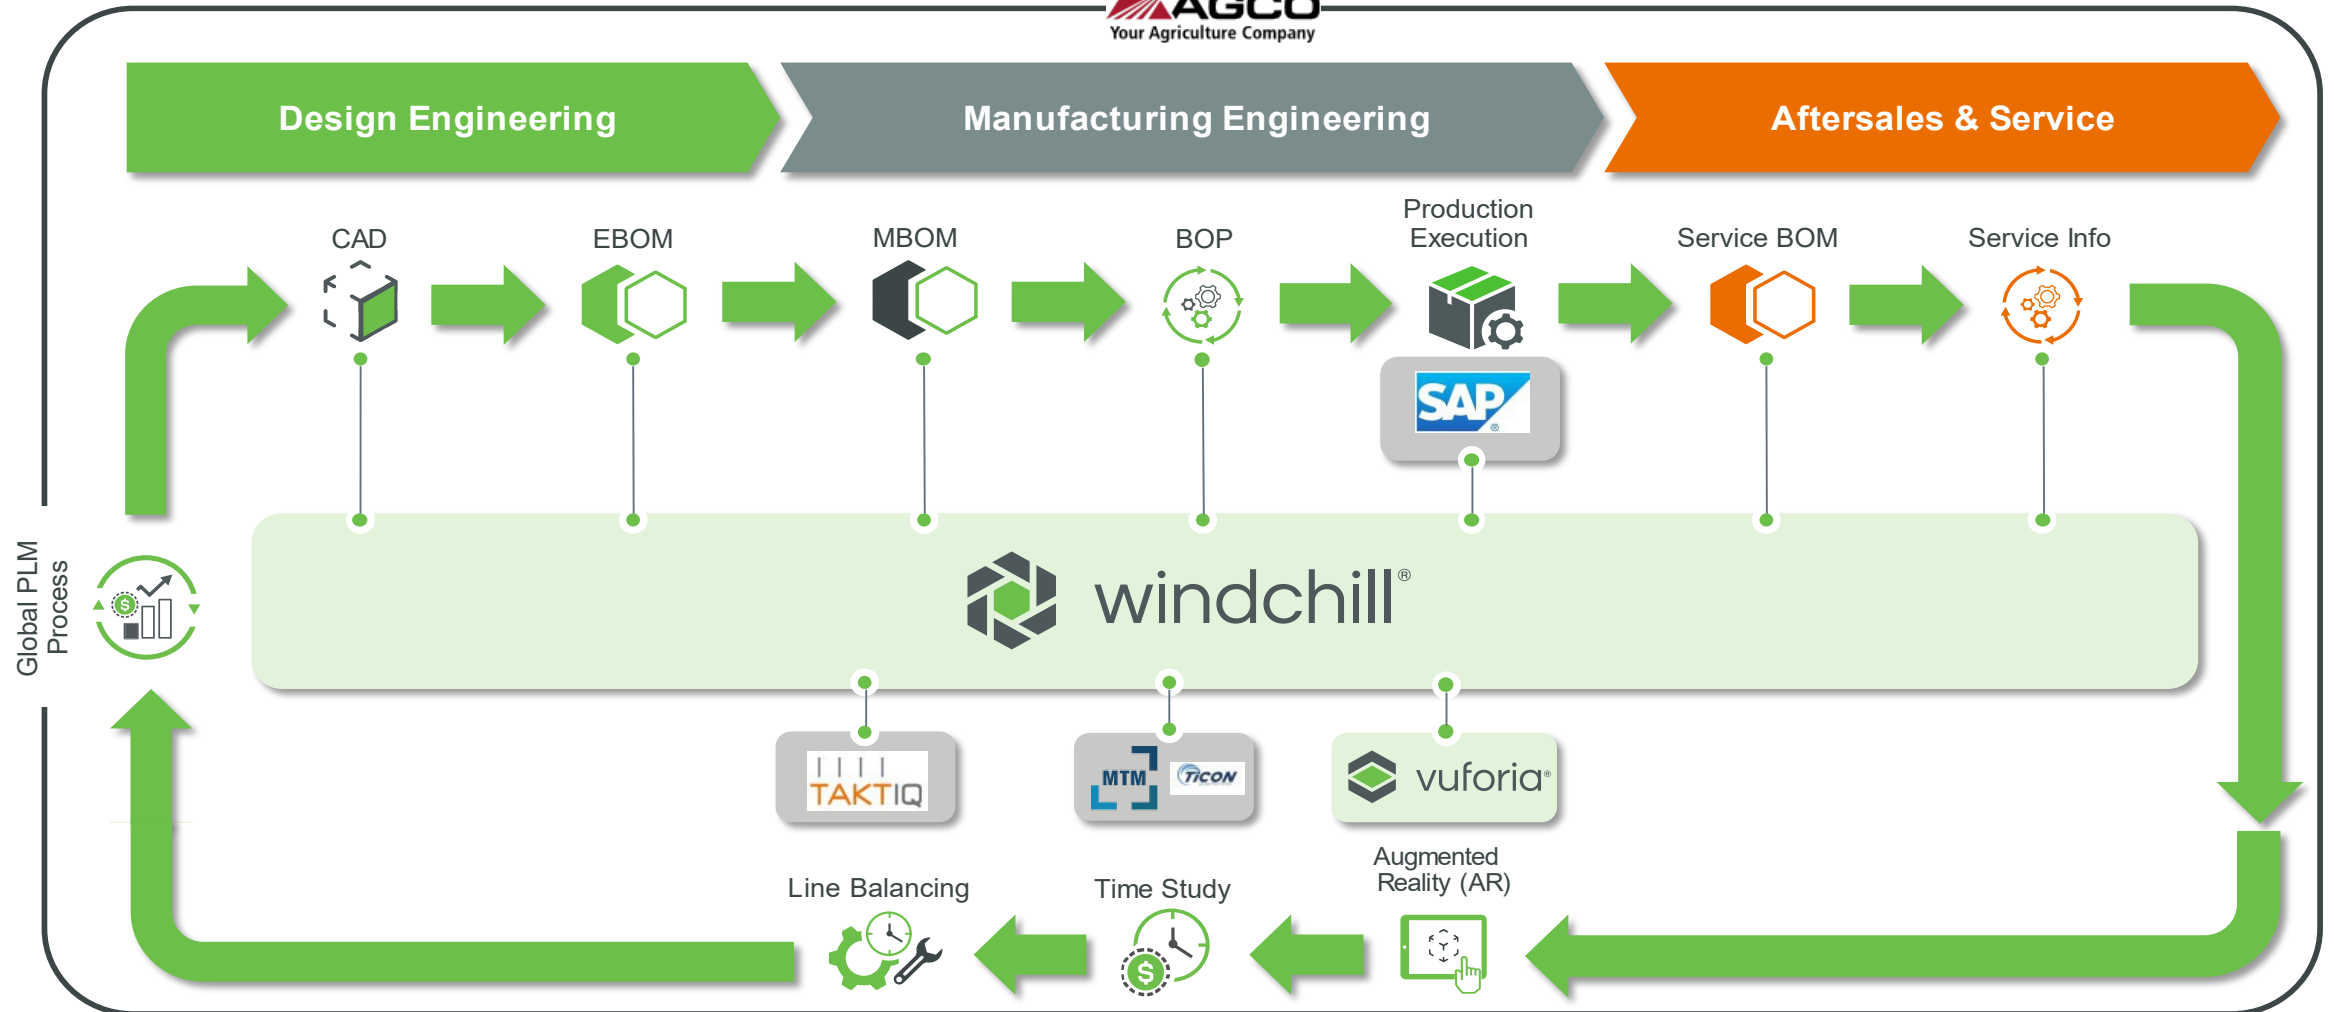 AGCO
Your Agriculture Company
Design Engineering
Manufacturing Engineering
Aftersales & Service
CAD
EBOM
MBOM
BOP
Production
Execution
Service BOM
Service Info
SAP®
Global PLM
Process
windchill®
TAKTIQ
MTM
TiCON
vuforia®
Line Balancing
Time Study
Augmented
Reality (AR)
$
$